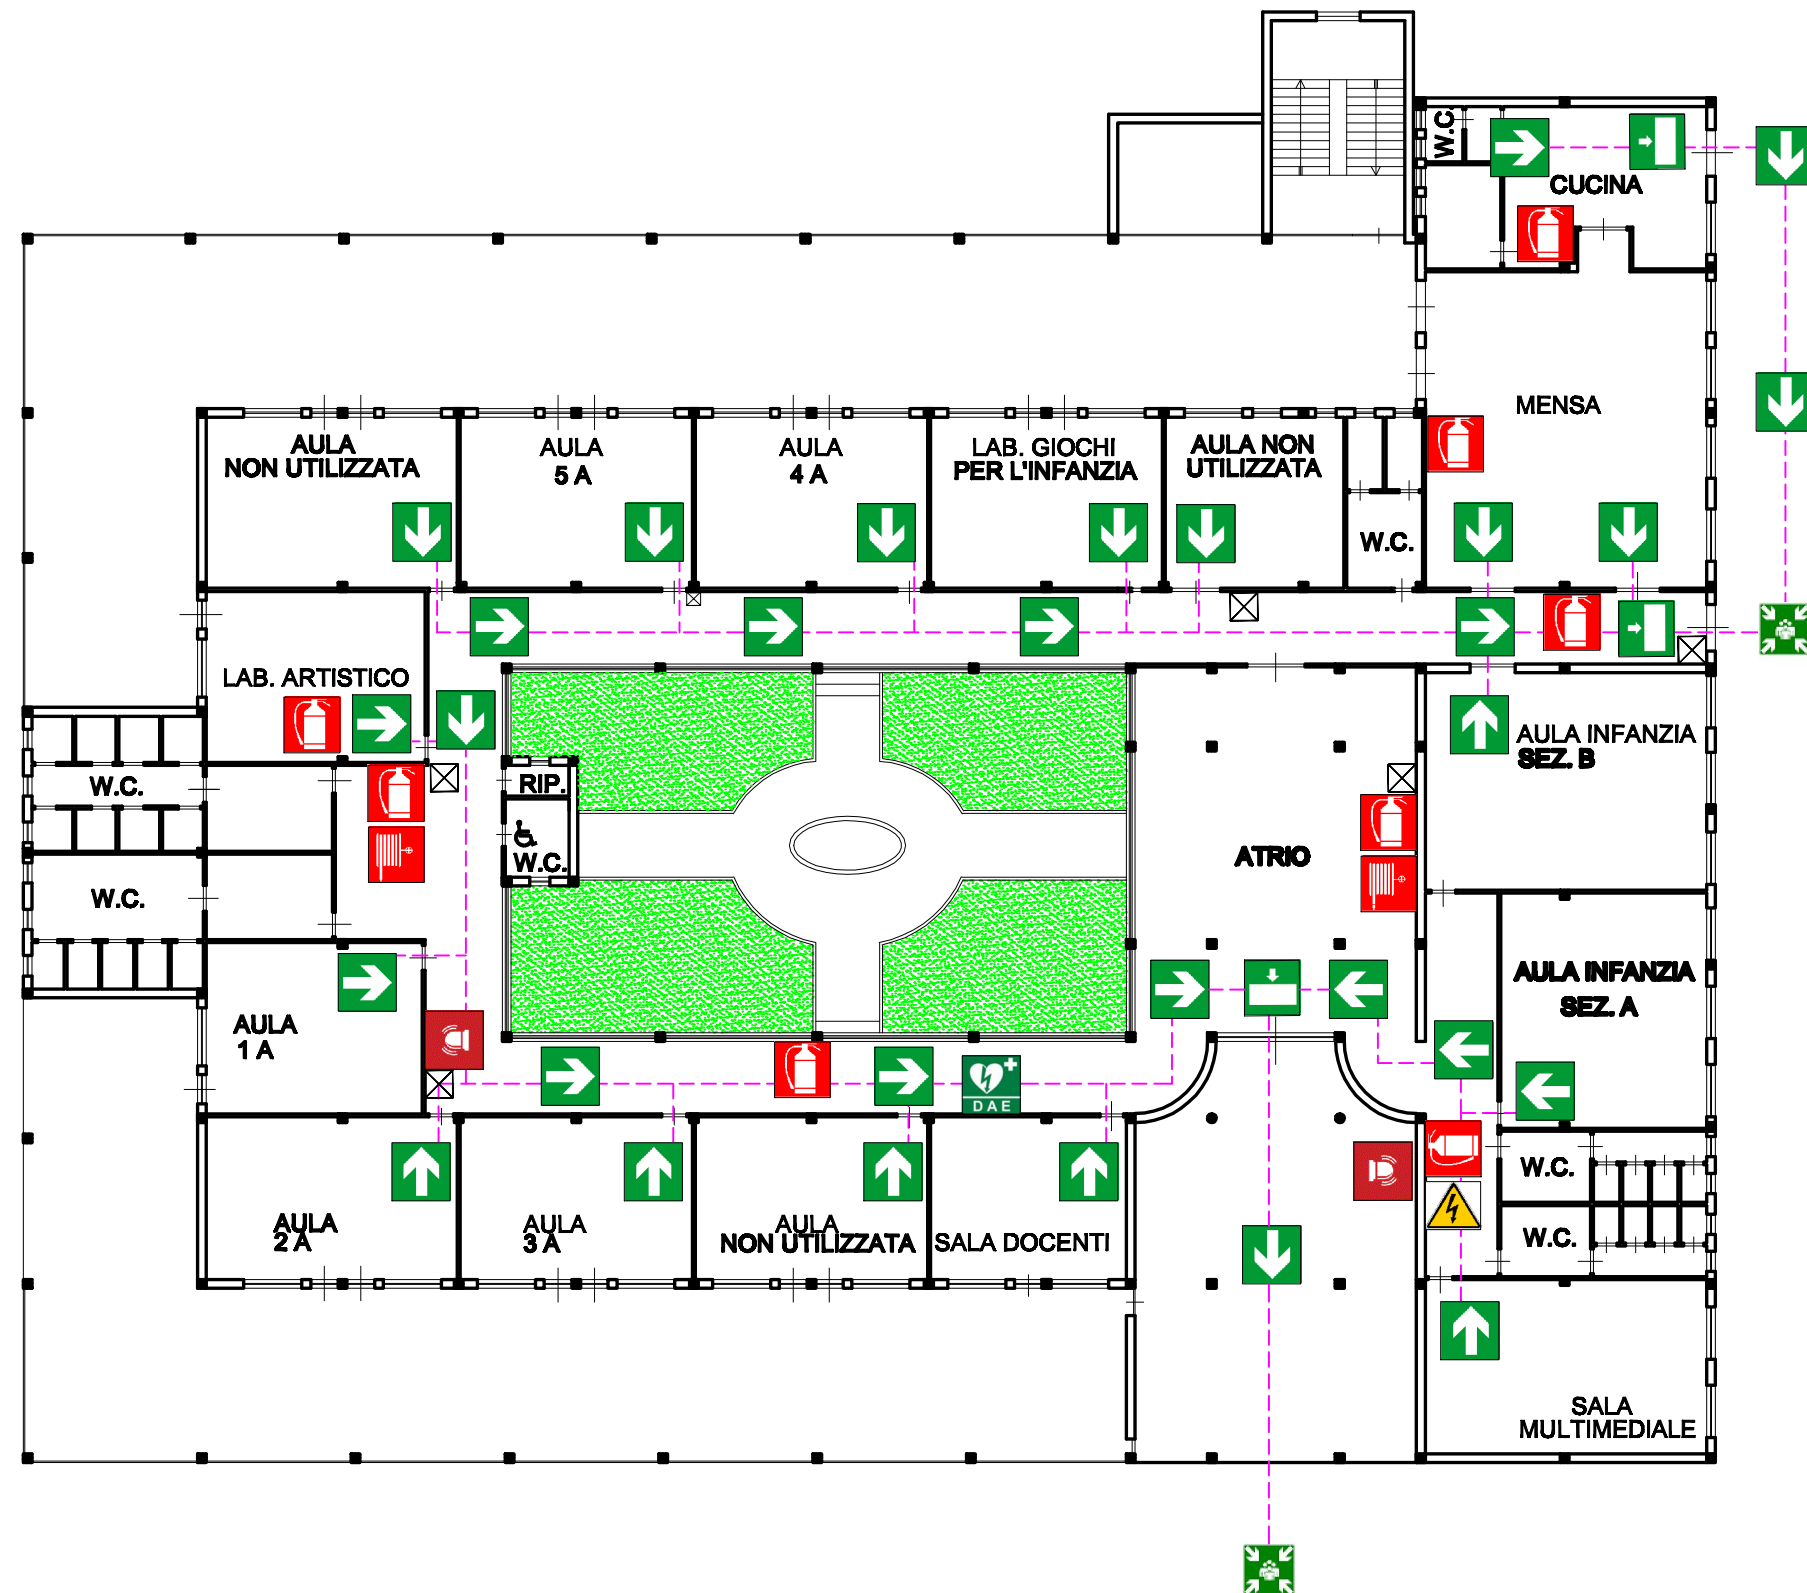 W.C.
CUCINA
MENSA
AULA
NON UTILIZZATA
AULA
5 A
AULA
4 A
LAB. GIOCHI
PER L'INFANZIA
AULA NON
UTILIZZATA
W.C.
LAB. ARTISTICO
AULA INFANZIA
SEZ. B
W.C.
RIP.
W.C.
ATRIO
W.C.
AULA INFANZIA
SEZ. A
AULA
1 A
DAE
W.C.
AULA
2 A
AULA
3 A
AULA
NON UTILIZZATA
SALA DOCENTI
W.C.
SALA
MULTIMEDIALE